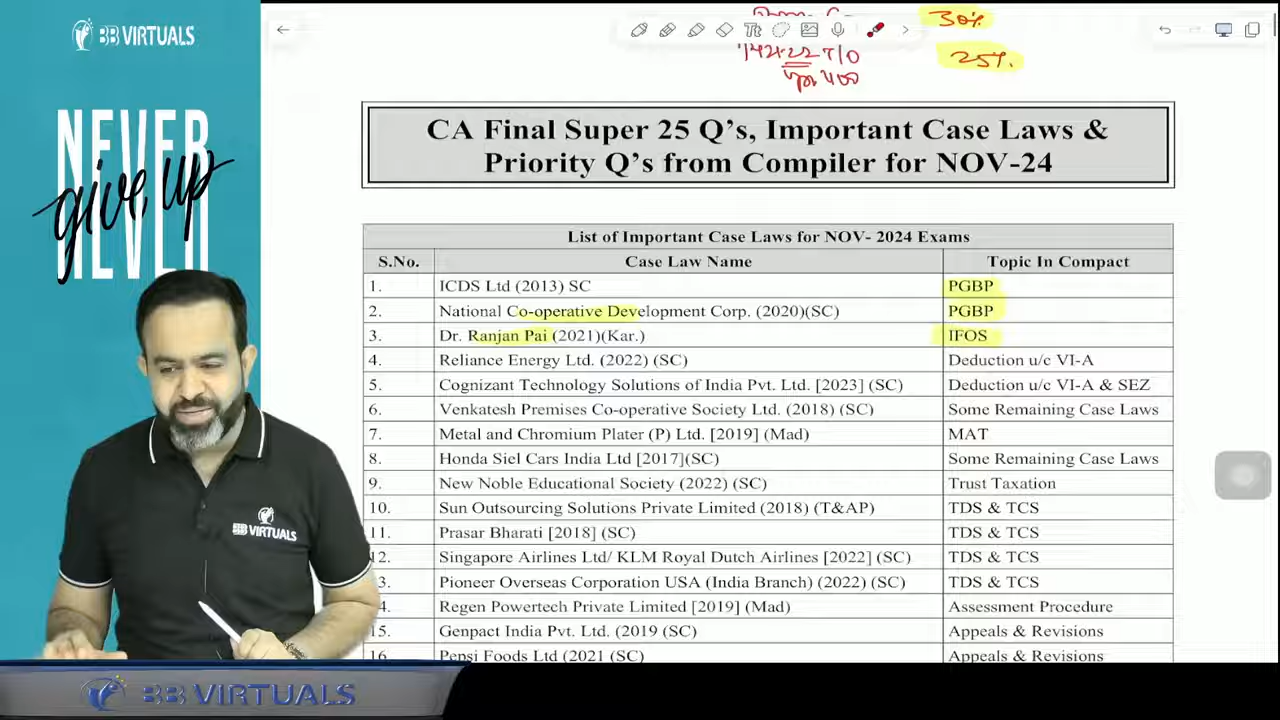 BB VIRTUALS
NEVER
give up
NEVER
30%
25%
CA Final Super 25 Q's, Important Case Laws &
Priority Q's from Compiler for NOV-24
List of Important Case Laws for NOV- 2024 Exams
S.No. Case Law Name Topic In Compact
1. ICDS Ltd (2013) SC PGBP
2. National Co-operative Development Corp. (2020)(SC) PGBP
3. Dr. Ranjan Pai (2021)(Kar.) IFOS
4. Reliance Energy Ltd. (2022) (SC) Deduction u/c VI-A
5. Cognizant Technology Solutions of India Pvt. Ltd. [2023] (SC) Deduction u/c VI-A & SEZ
6. Venkatesh Premises Co-operative Society Ltd. (2018) (SC) Some Remaining Case Laws
7. Metal and Chromium Plater (P) Ltd. [2019] (Mad) MAT
8. Honda Siel Cars India Ltd [2017](SC) Some Remaining Case Laws
9. New Noble Educational Society (2022) (SC) Trust Taxation
10. Sun Outsourcing Solutions Private Limited (2018) (T&AP) TDS & TCS
11. Prasar Bharati [2018] (SC) TDS & TCS
12. Singapore Airlines Ltd/ KLM Royal Dutch Airlines [2022] (SC) TDS & TCS
3. Pioneer Overseas Corporation USA (India Branch) (2022) (SC) TDS & TCS
4. Regen Powertech Private Limited [2019] (Mad) Assessment Procedure
15. Genpact India Pvt. Ltd. (2019 (SC) Appeals & Revisions
16. Pepsi Foods Ltd (2021 (SC) Appeals & Revisions
BB VIRTUALS
BB VIRTUALS